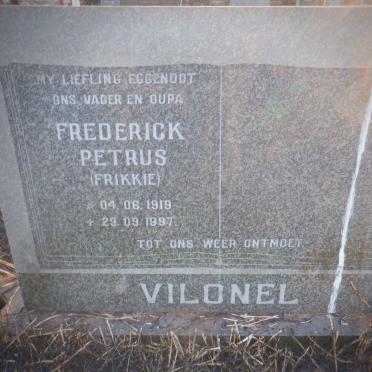 MY LIEFLING EGGENOOT
ONS VADER EN OUPA
FREDERICK
PETRUS
(FRIKKIE)
* 04.06.1919
+ 29.09.1997
TOT ONS WEER ONTMOET
VILONEL